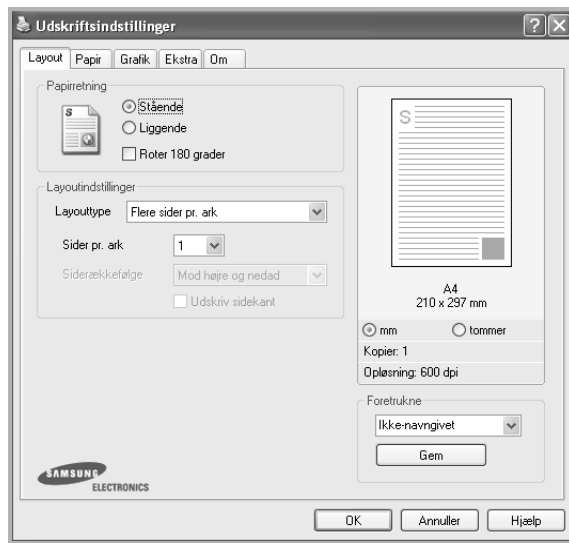 Udskriftsindstillinger
Layout Papir Grafik Ekstra Om
Papirretning
S
Stående
Liggende
Roter 180 grader
Layoutindstillinger
Layouttype Flere sider pr. ark
Sider pr. ark 1
Siderækkefølge Mod højre og nedad
Udskriv sidekant
S
A4
210 x 297 mm
mm tommer
Kopier: 1
Opløsning: 600 dpi
Foretrukne
Ikke-navngivet
Gem
SAMSUNG
ELECTRONICS
OK Annuller Hjælp